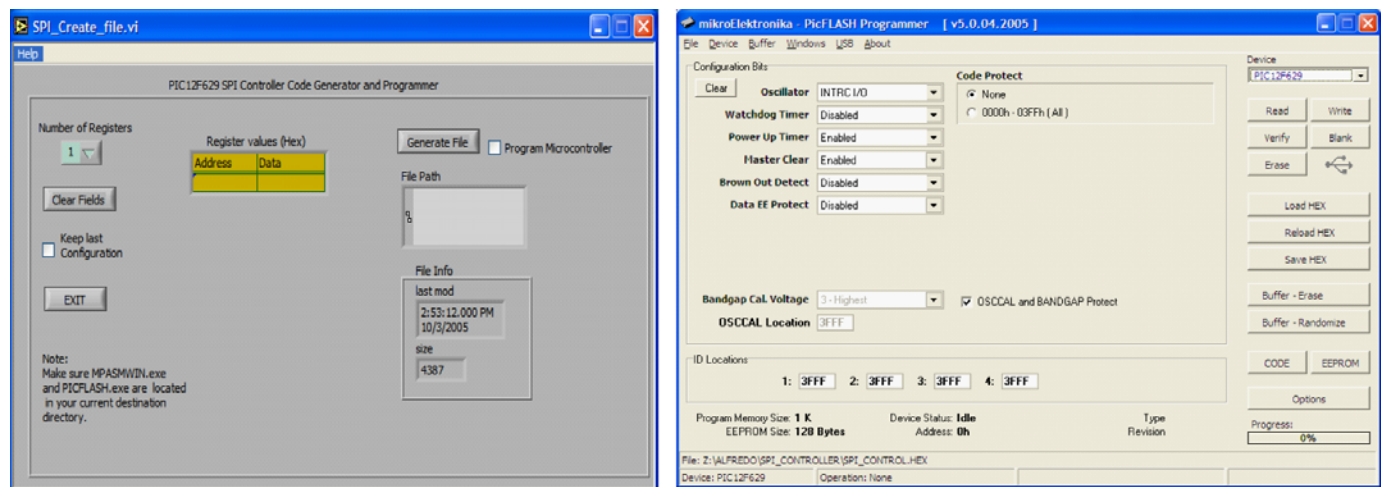 SPI_Create_file.vi
Help
PIC12F629 SPI Controller Code Generator and Programmer
Number of Registers
1
Register values (Hex)
Address Data
Clear Fields
Keep last
Configuration
EXIT
Note:
Make sure MPASMWIN.exe
and PICFLASH.exe are located
in your current destination
directory.
Generate File
Program Microcontroller
File Path
File Info
last mod
2:53:12.000 PM
10/3/2005
size
4387
mikroElektronika - PicFLASH Programmer [ v5.0.04.2005 ]
File Device Buffer Windows USB About
Configuration Bits
Clear
Oscillator INTRC I/O
Watchdog Timer Disabled
Power Up Timer Enabled
Master Clear Enabled
Brown Out Detect Disabled
Data EE Protect Disabled
Code Protect
None
0000h - 03FFh ( All )
Bandgap Cal. Voltage 3 - Highest
OSCCAL and BANDGAP Protect
OSCCAL Location 3FFF
ID Locations
1: 3FFF 2: 3FFF 3: 3FFF 4: 3FFF
Program Memory Size: 1 K Device Status: Idle Type
EEPROM Size: 128 Bytes Address: 0h Revision
Device
PIC12F629
Read Write
Verify Blank
Erase
Load HEX
Reload HEX
Save HEX
Buffer - Erase
Buffer - Randomize
CODE EEPROM
Options
Progress:
0%
File: Z:\ALFREDO\SPI_CONTROLLER\SPI_CONTROL.HEX
Device: PIC12F629 Operation: None